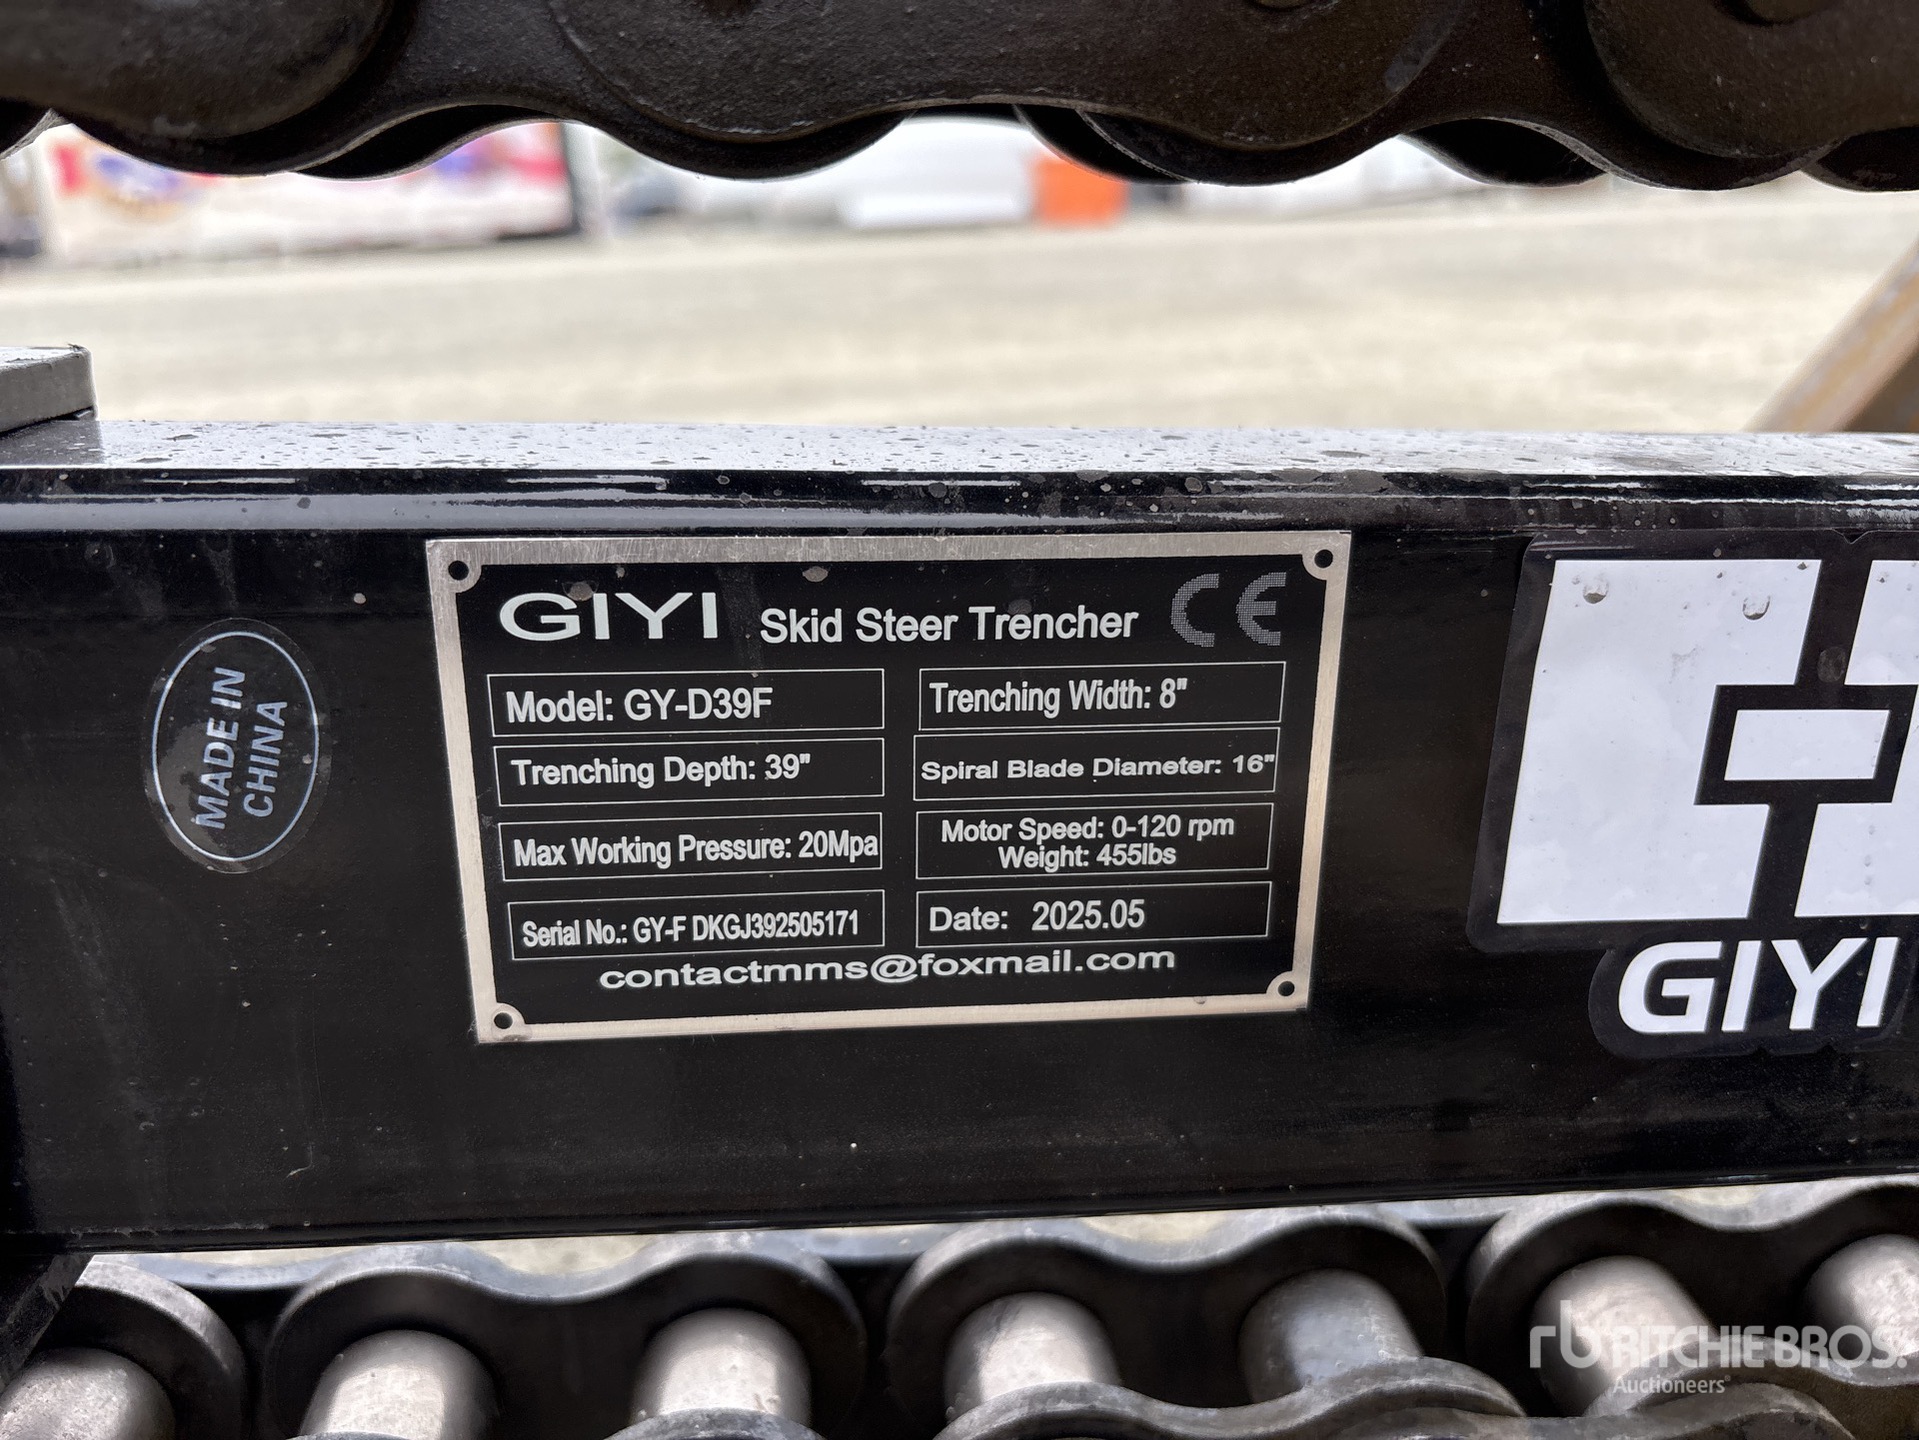 GIYI Skid Steer Trencher CE
Model: GY-D39F
Trenching Width: 8"
Trenching Depth: 39"
Spiral Blade Diameter: 16"
Max Working Pressure: 20Mpa
Motor Speed: 0-120 rpm
Weight: 455lbs
Serial No.: GY-F DKGJ392505171
Date: 2025.05
contactmms@foxmail.com
MADE IN
CHINA
GIYI
rb RITCHIE BROS.
Auctioneers